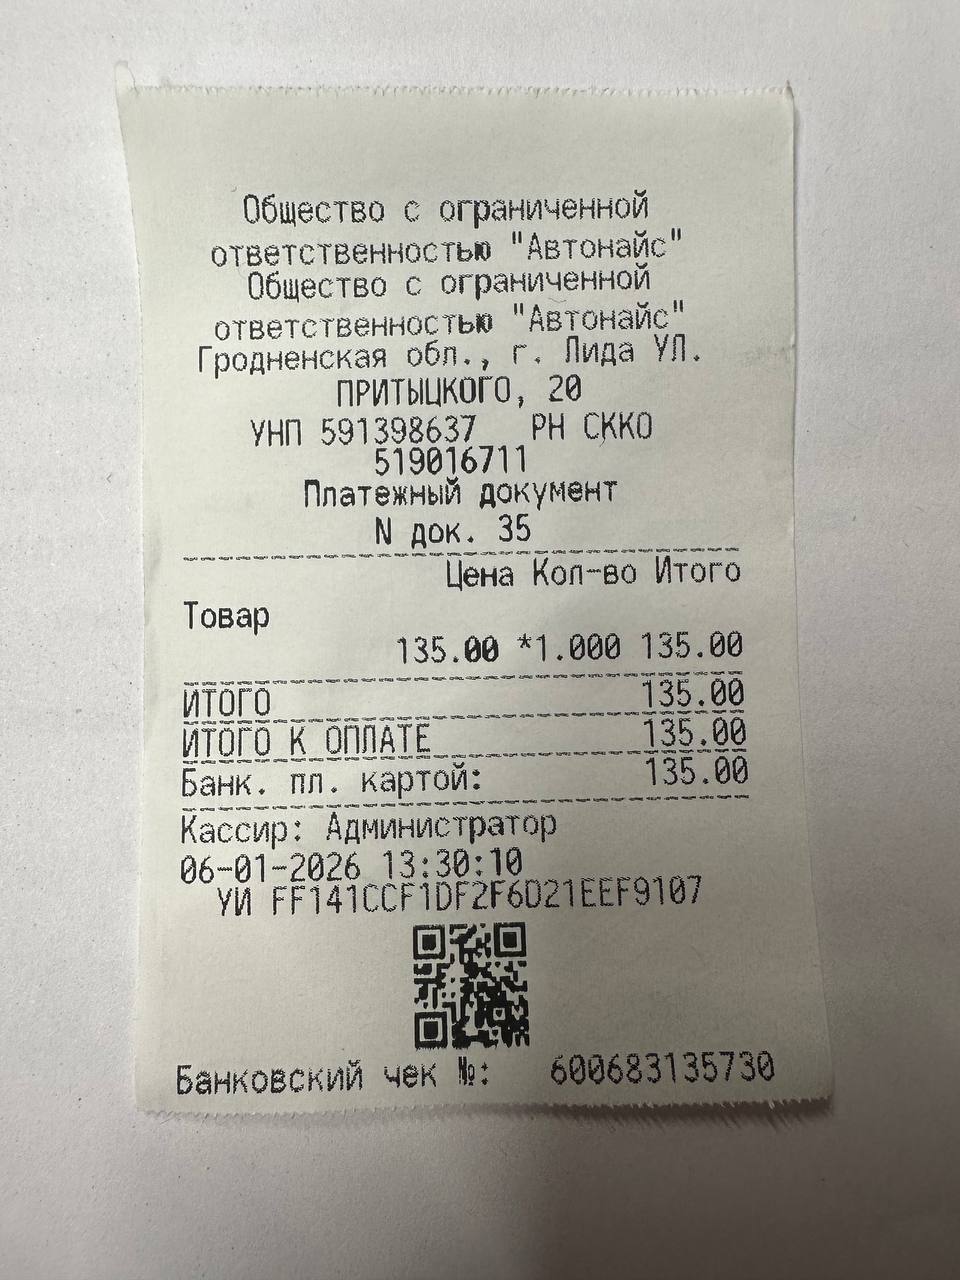 Общество с ограниченной
ответственностью "Автонайс"
Общество с ограниченной
ответственностью "Автонайс"
Гродненская обл., г. Лида УЛ.
ПРИТЫЦКОГО, 20
УНП 591398637 РН СККО
519016711
Платежный документ
N док. 35
Цена Кол-во Итого
Товар
135.00 *1.000 135.00
ИТОГО 135.00
ИТОГО К ОПЛАТЕ 135.00
Банк. пл. картой: 135.00
Кассир: Администратор
06-01-2026 13:30:10
УИ FF141CCF1DF2F6D21EEF9107
Банковский чек №: 600683135730